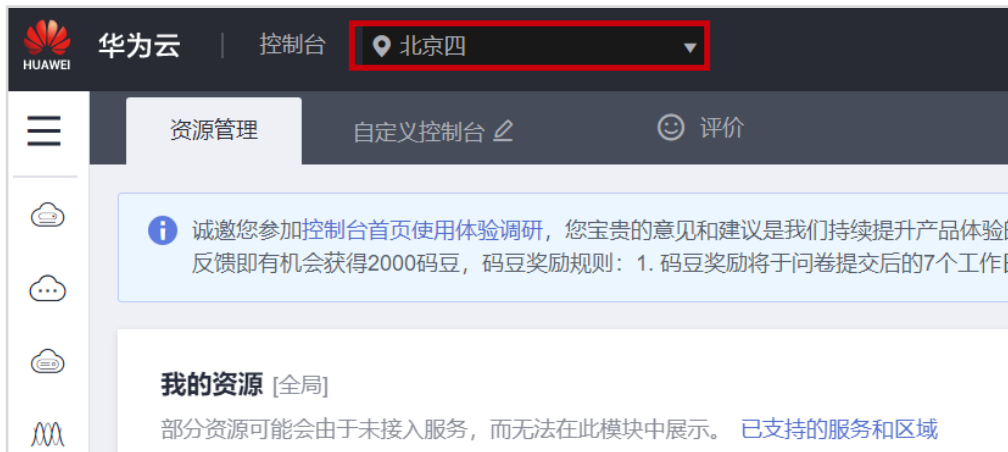 HUAWEI
华为云
控制台
北京四
资源管理
自定义控制台
评价
诚邀您参加控制台首页使用体验调研，您宝贵的意见和建议是我们持续提升产品体验
反馈即有机会获得2000码豆，码豆奖励规则：1. 码豆奖励将于问卷提交后的7个工作
我的资源 [全局]
部分资源可能会由于未接入服务，而无法在此模块中展示。 已支持的服务和区域